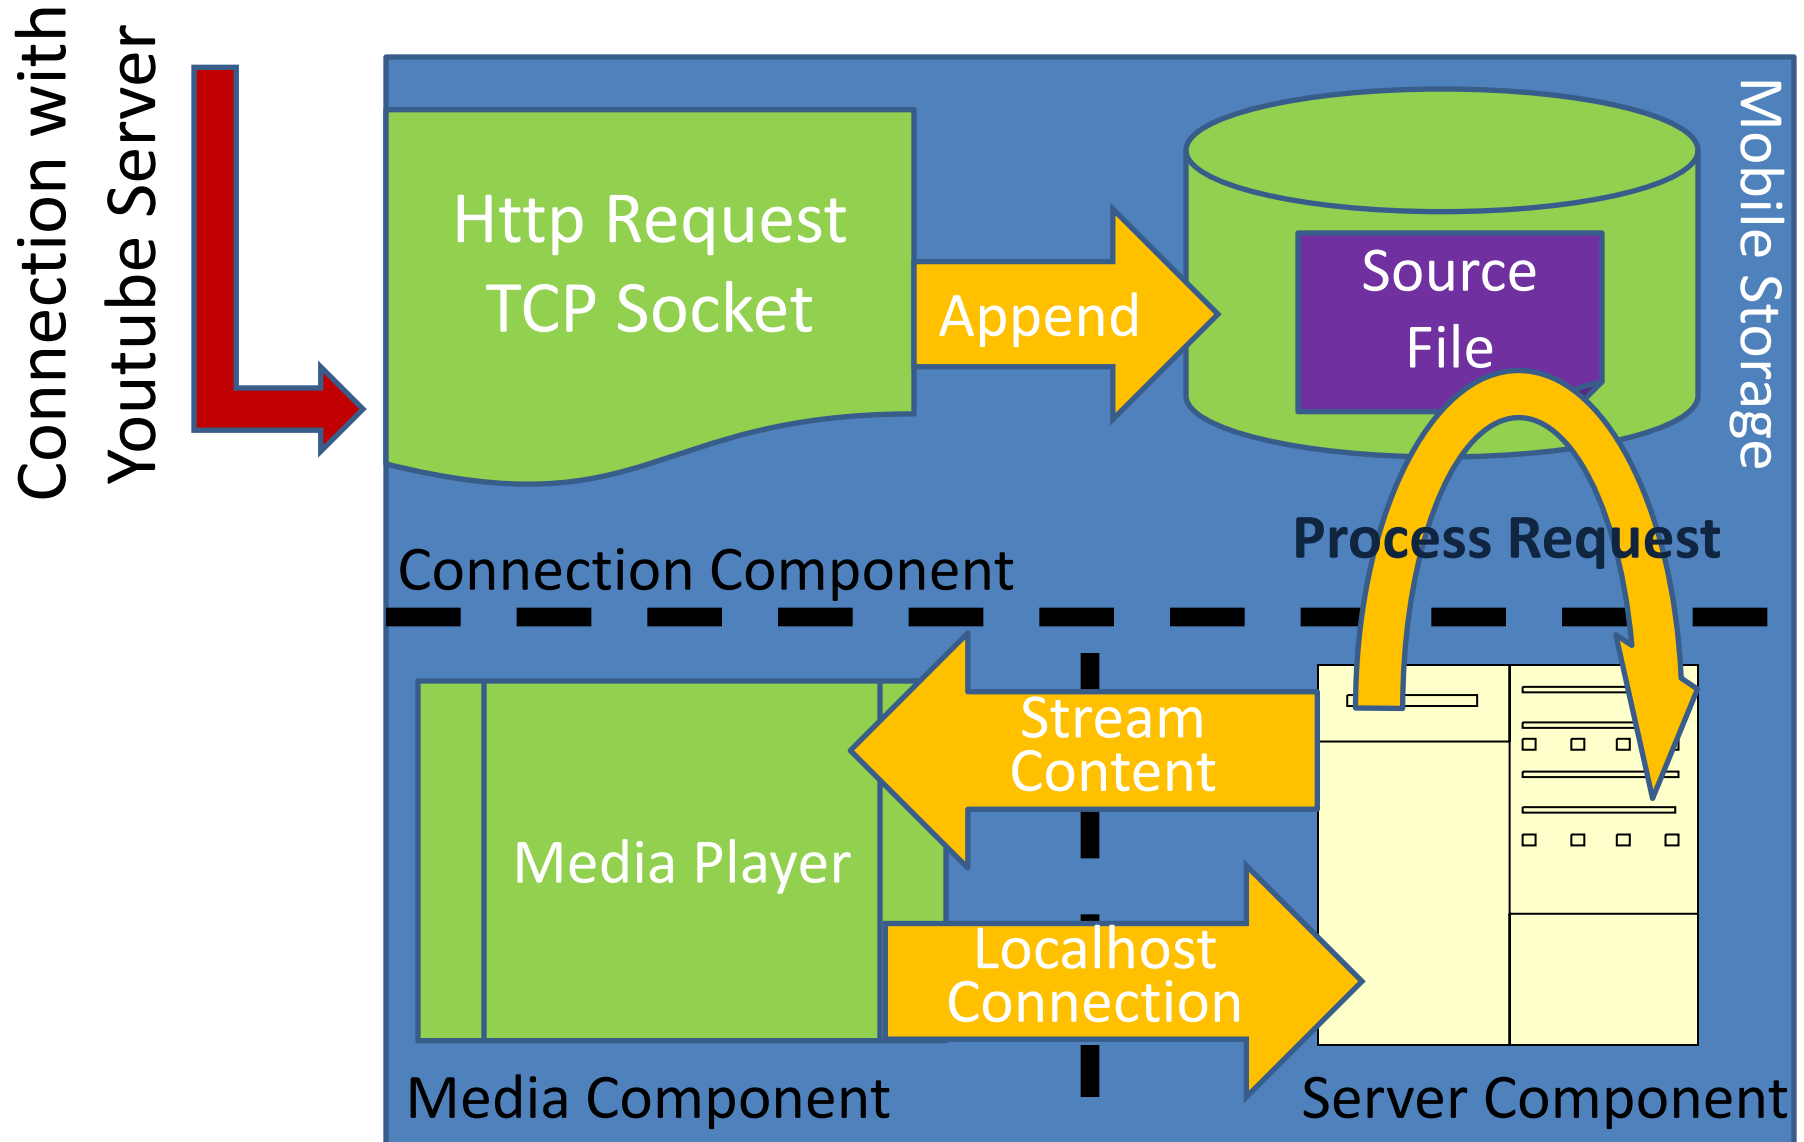 Connection with
Youtube Server
Http Request
TCP Socket
Append
Source
File
Mobile Storage
Process Request
Connection Component
Stream
Content
Media Player
Localhost
Connection
Media Component
Server Component